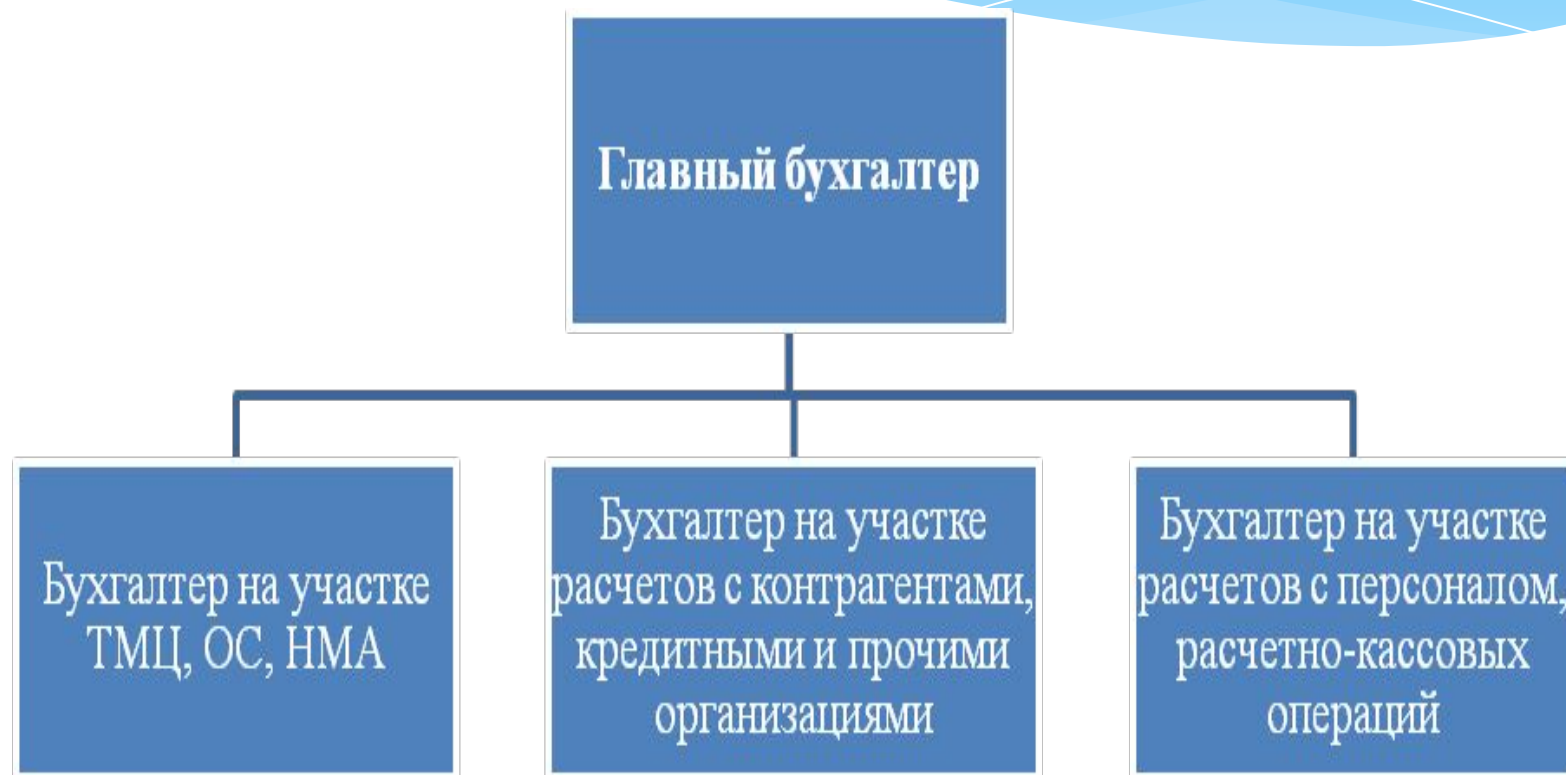 Главный бухгалтер
Бухгалтер на участке
ТМЦ, ОС, НМА
Бухгалтер на участке
расчетов с контрагентами,
кредитными и прочими
организациями
Бухгалтер на участке
расчетов с персоналом,
расчетно-кассовых
операций